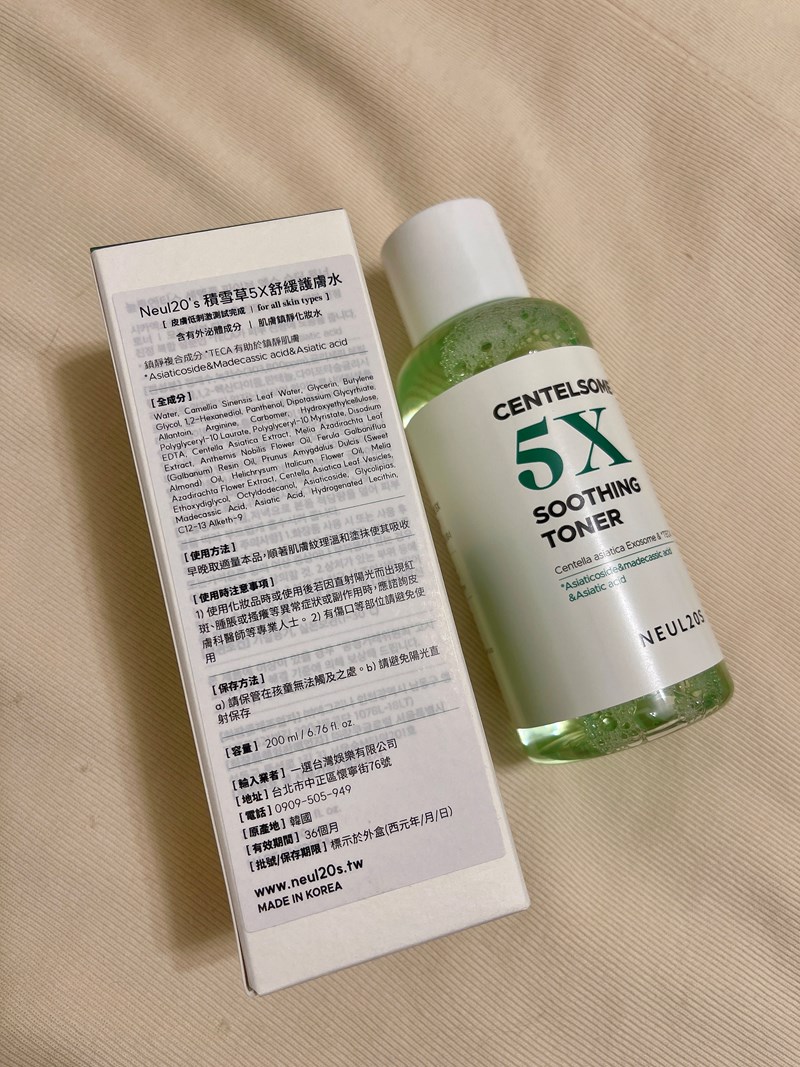 Neul20's 積雪草5X舒緩護膚水
[ 皮膚低刺激測試完成 | for all skin types ]
含有外泌體成分 | 肌膚鎮靜化妝水
鎮靜複合成分 *TECA 有助於鎮靜肌膚
*Asiaticoside&Madecassic acid&Asiatic acid
[全成分]
Water, Camellia Sinensis Leaf Water, Glycerin, Butylene
Glycol, 1,2-Hexanediol, Panthenol, Dipotassium Glycyrrhizate,
Allantoin, Arginine, Carbomer, Hydroxyethylcellulose,
Polyglyceryl-10 Laurate, Polyglyceryl-10 Myristate, Disodium
EDTA, Centella Asiatica Extract, Melia Azadirachta Leaf
Extract, Anthemis Nobilis Flower Oil, Ferula Galbaniflua
(Galbanum) Resin Oil, Prunus Amygdalus Dulcis (Sweet
Almond) Oil, Helichrysum Italicum Flower Oil, Melia
Azadirachta Flower Extract, Centella Asiatica Leaf Vesicles,
Ethoxydiglycol, Octyldodecanol, Asiaticoside, Glycolipids,
Madecassic Acid, Asiatic Acid, Hydrogenated Lecithin,
C12-13 Alketh-9
[使用方法]
早晚取適量本品,順著肌膚紋理溫和塗抹使其吸收
[使用時注意事項]
1) 使用化妝品時或使用後若因直射陽光而出現紅
斑、腫脹或搔癢等異常症狀或副作用時,應諮詢皮
膚科醫師等專業人士。2) 有傷口等部位請避免使
用
[保存方法]
a) 請保管在孩童無法觸及之處。b) 請避免陽光直
射保存
[容量] 200 ml / 6.76 fl. oz
[輸入業者] 一選台灣娛樂有限公司
[地址] 台北市中正區懷寧街76號
[電話] 0909-505-949
[原產地] 韓國
[有效期間] 36個月
[批號/保存期限] 標示於外盒(西元年/月/日)
www.neul20s.tw
MADE IN KOREA
CENTELSOME
5X
SOOTHING
TONER
Centella asiatica Exosome & *TECA
*Asiaticoside&madecassic acid
&Asiatic acid
NEUL20S